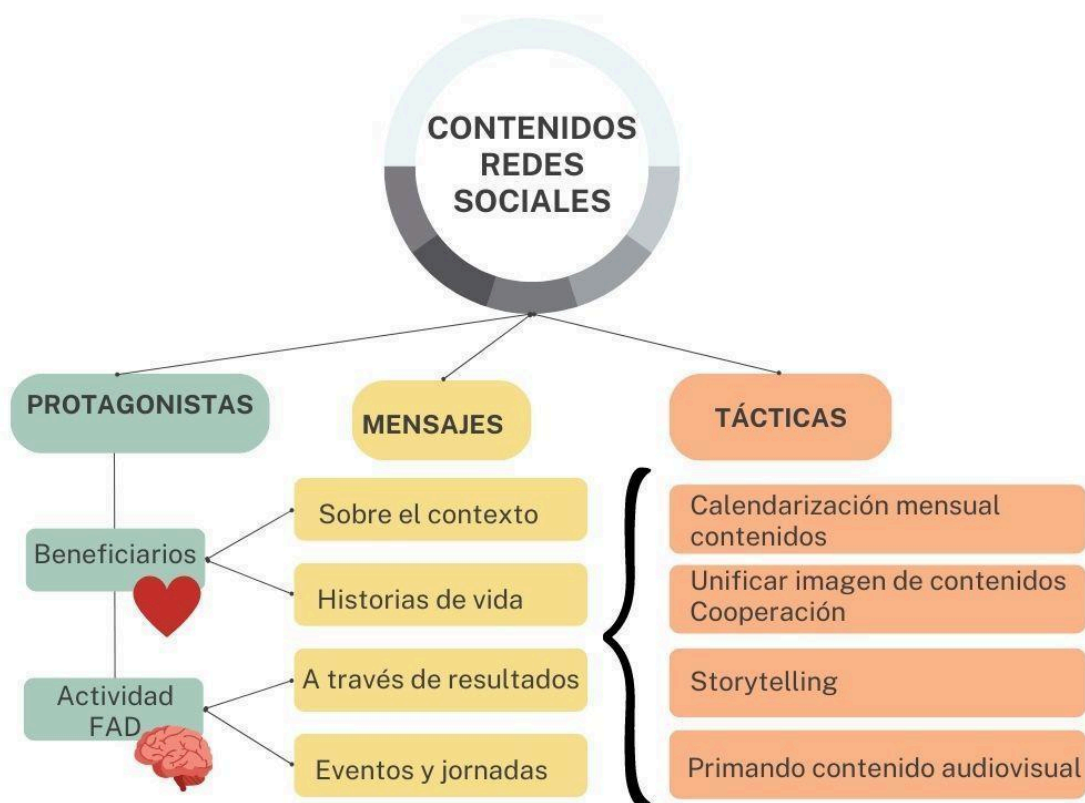 CONTENIDOS
REDES
SOCIALES
PROTAGONISTAS
MENSAJES
TÁCTICAS
Beneficiarios
Actividad
FAD
Sobre el contexto
Historias de vida
A través de resultados
Eventos y jornadas
Calendarización mensual
contenidos
Unificar imagen de contenidos
Cooperación
Storytelling
Primando contenido audiovisual